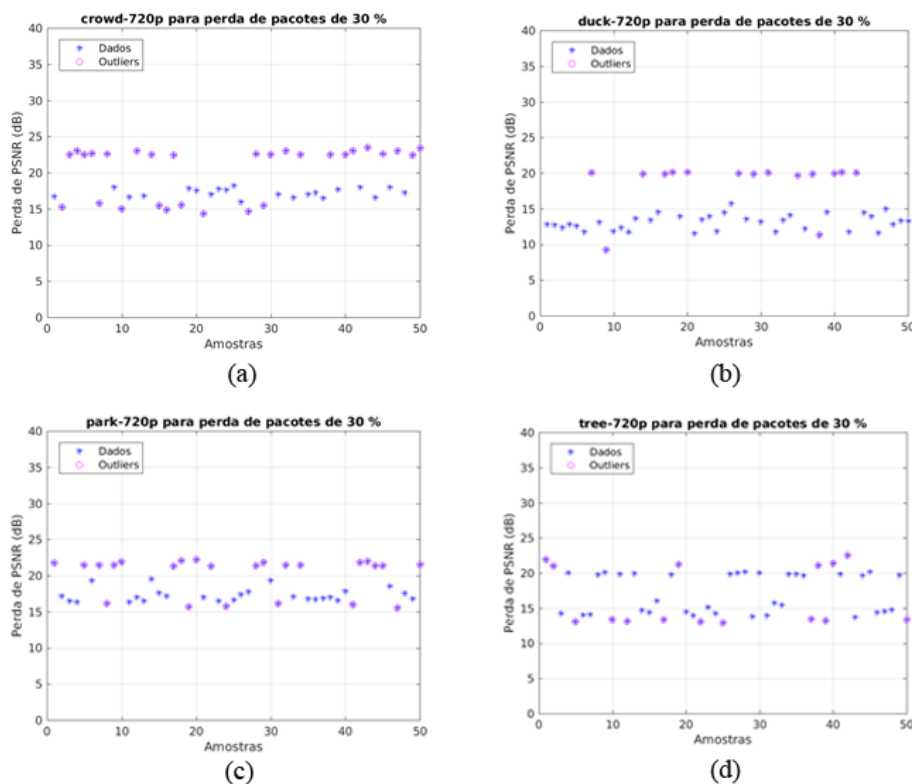 crowd-720p para perda de pacotes de 30 %
Perda de PSNR (dB)
40
35
30
25
20
15
10
5
0
Dados
Outliers
0 10 20 30 40 50
Amostras
(a)
duck-720p para perda de pacotes de 30 %
Perda de PSNR (dB)
40
35
30
25
20
15
10
5
0
Dados
Outliers
0 10 20 30 40 50
Amostras
(b)
park-720p para perda de pacotes de 30 %
Perda de PSNR (dB)
40
35
30
25
20
15
10
5
0
Dados
Outliers
0 10 20 30 40 50
Amostras
(c)
tree-720p para perda de pacotes de 30 %
Perda de PSNR (dB)
40
35
30
25
20
15
10
5
0
Dados
Outliers
0 10 20 30 40 50
Amostras
(d)